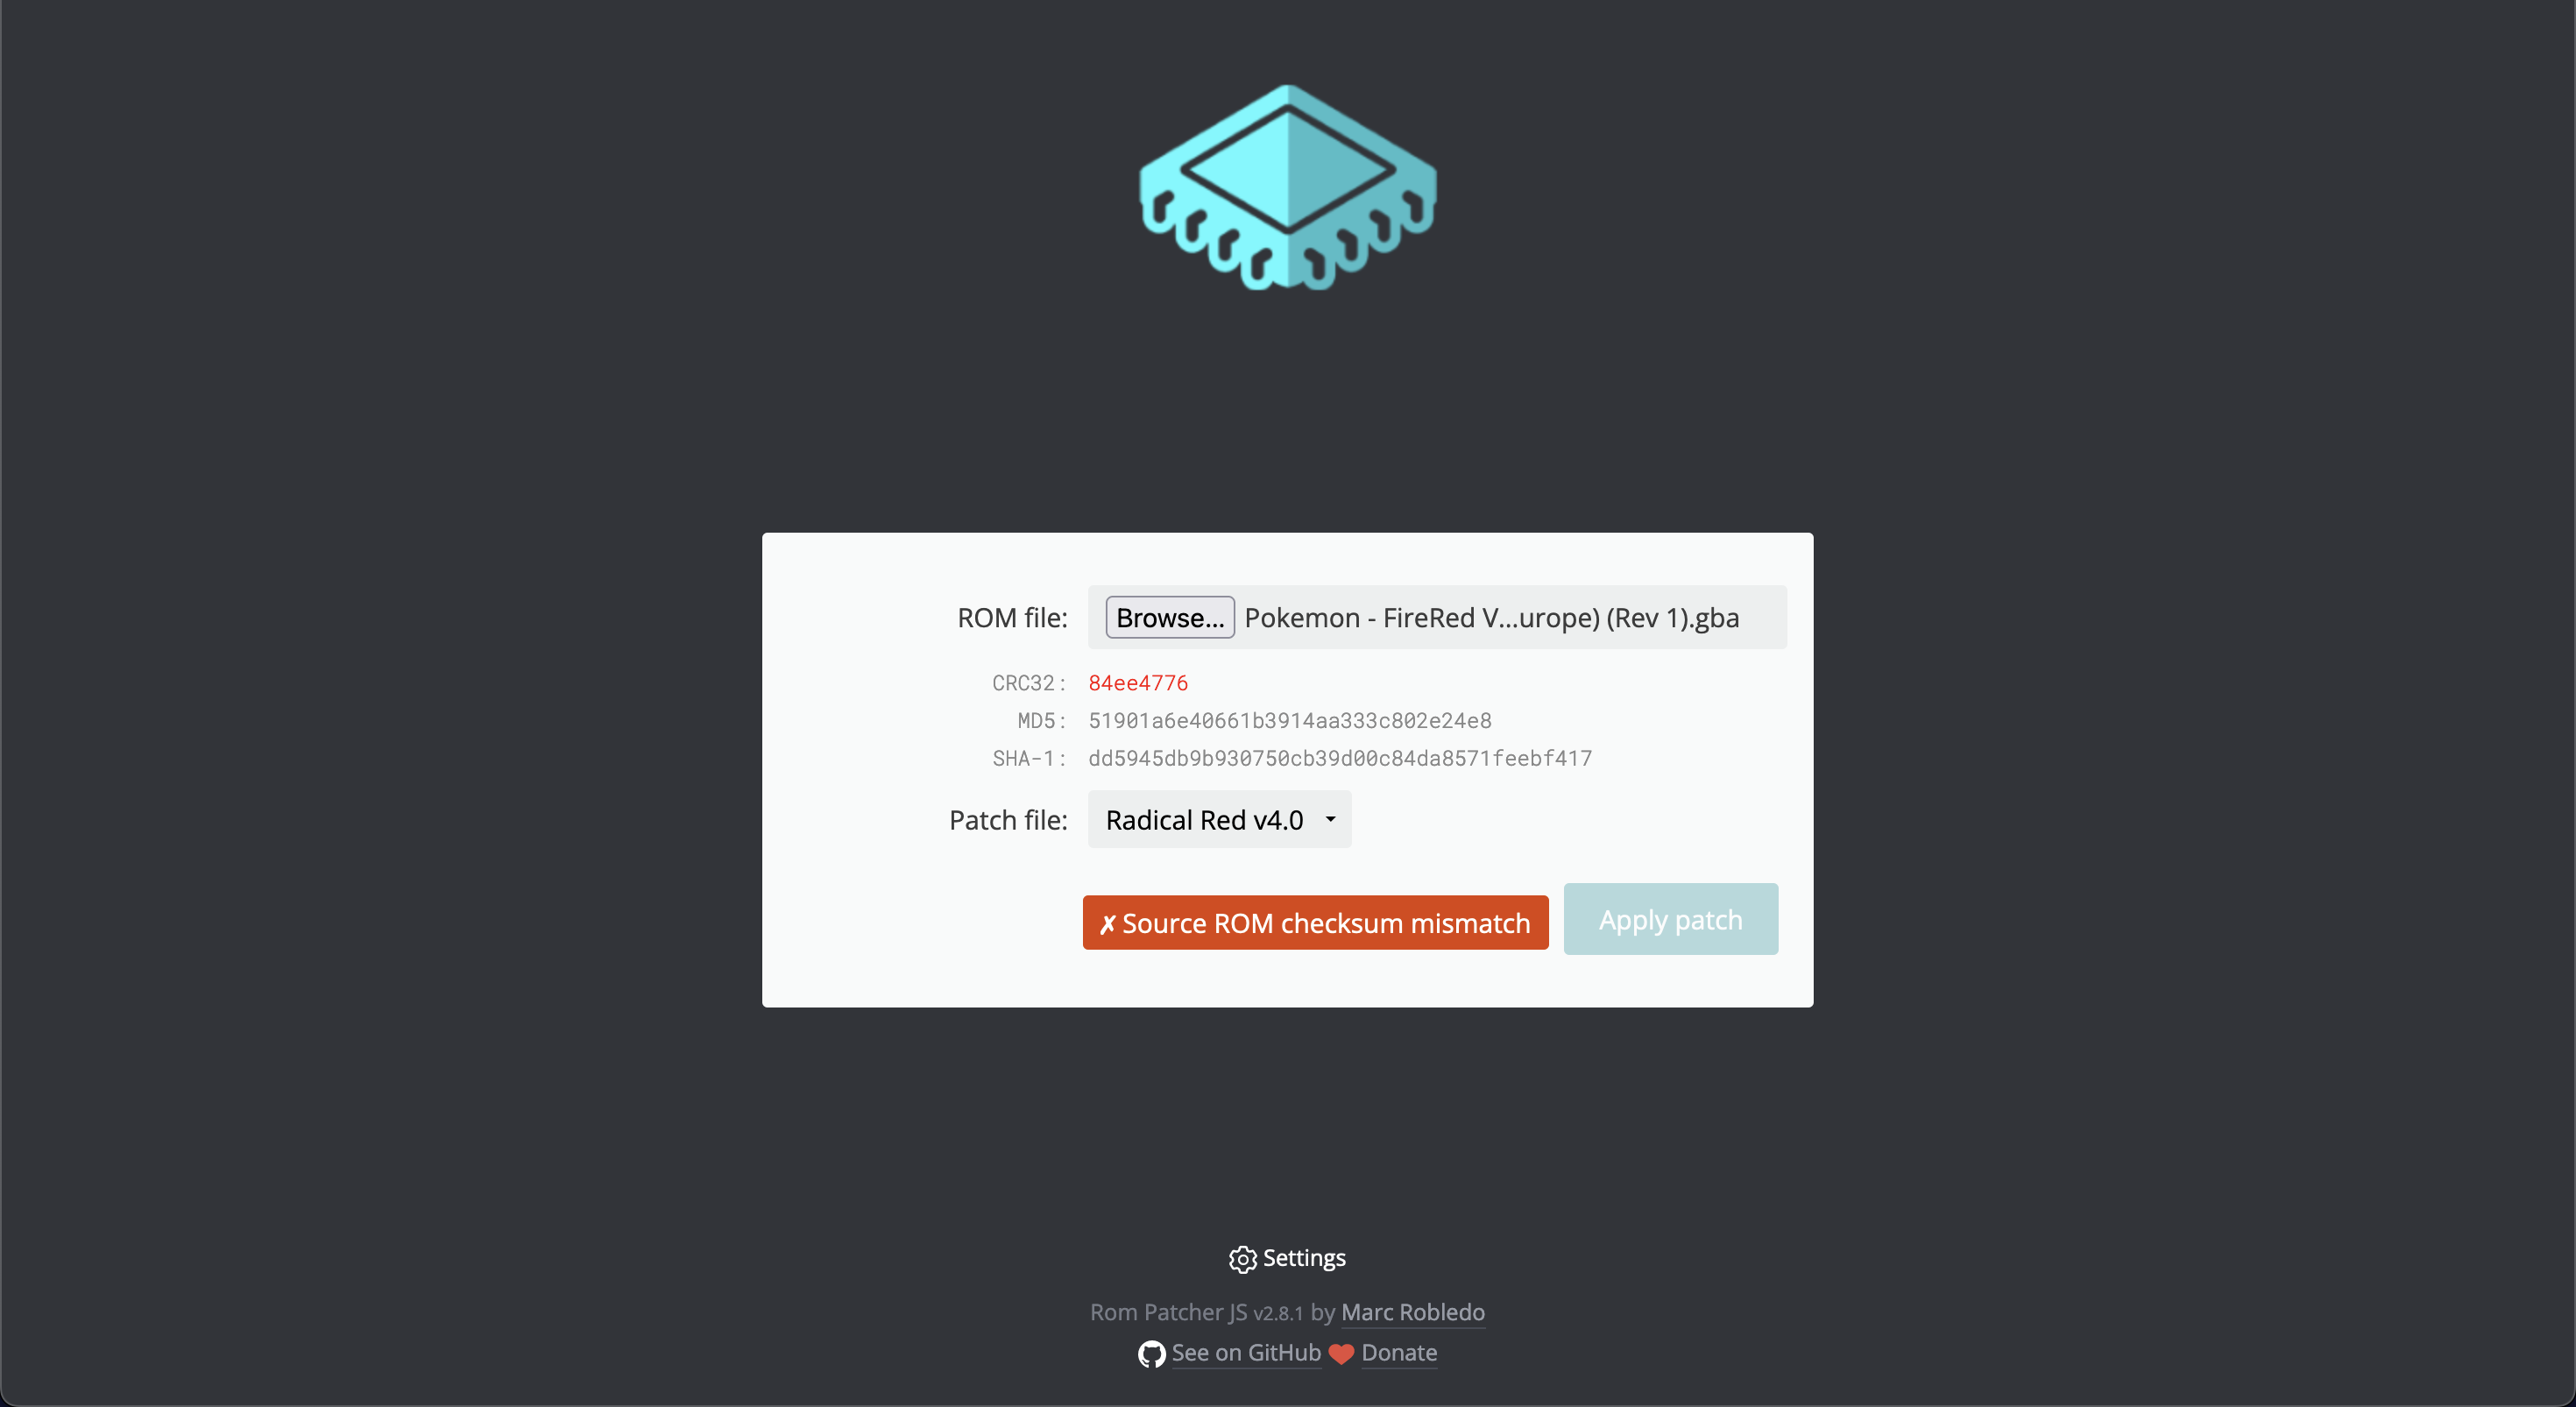 ROM file: Browse... Pokemon - FireRed V...urope) (Rev 1).gba
CRC32: 84ee4776
MD5: 51901a6e40661b3914aa333c802e24e8
SHA-1: dd5945db9b930750cb39d00c84da8571feebf417
Patch file: Radical Red v4.0
✗ Source ROM checksum mismatch Apply patch
Settings
Rom Patcher JS v2.8.1 by Marc Robledo
See on GitHub Donate